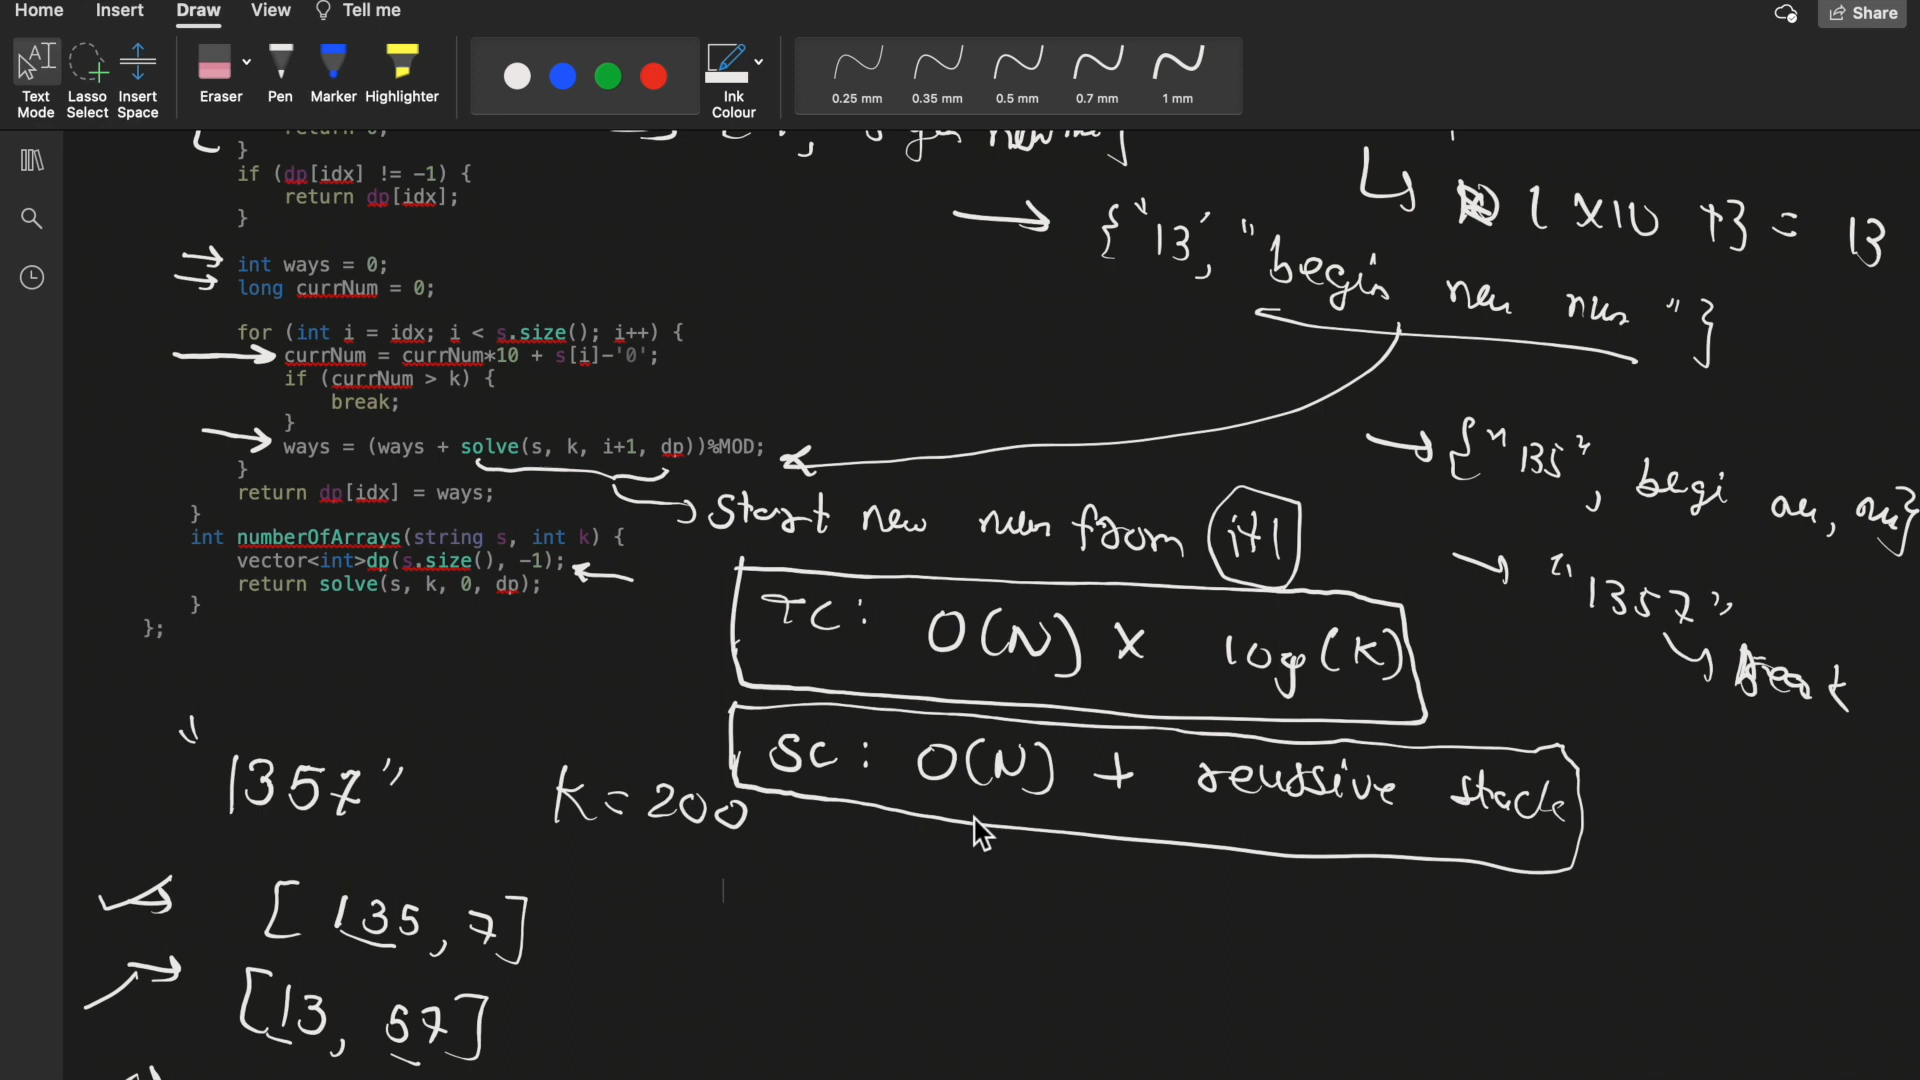 Home Insert Draw View Tell me Share
Text Mode Lasso Select Insert Space Eraser Pen Marker Highlighter Ink Colour 0.25 mm 0.35 mm 0.5 mm 0.7 mm 1 mm
return 0;
}
if (dp[idx] != -1) {
return dp[idx];
}
int ways = 0;
long currNum = 0;
for (int i = idx; i < s.size(); i++) {
currNum = currNum*10 + s[i]-'0';
if (currNum > k) {
break;
}
ways = (ways + solve(s, k, i+1, dp))%MOD;
}
return dp[idx] = ways;
}
int numberOfArrays(string s, int k) {
vector<int>dp(s.size(), -1);
return solve(s, k, 0, dp);
}
};
1 X10 +3 = 13
{"13", "begin new num"}
{"135", begi
"1357"
Start new num from i+1
TC: O(N) x log(K)
SC: O(N) + recussive stack
"1357" K = 200
[135, 7]
[13, 57]